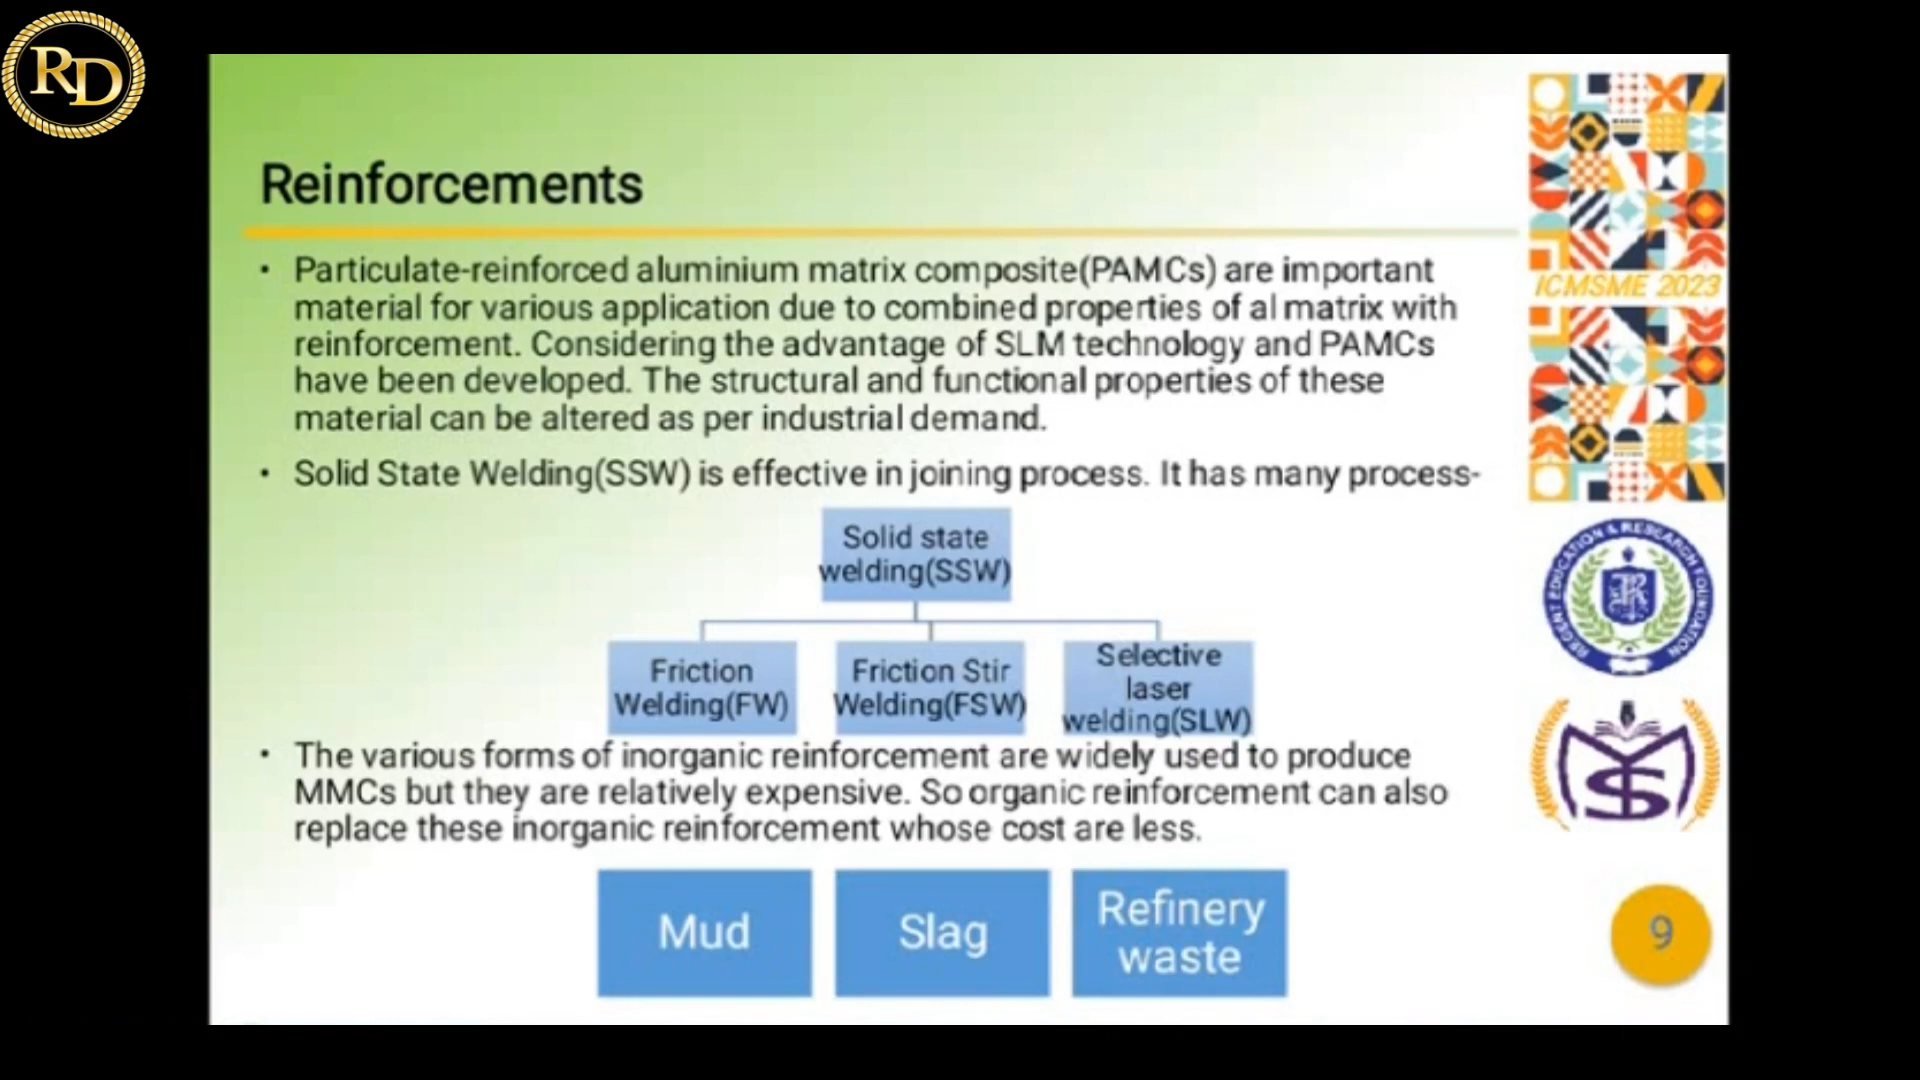 RD
Reinforcements
• Particulate-reinforced aluminium matrix composite(PAMCs) are important
material for various application due to combined properties of al matrix with
reinforcement. Considering the advantage of SLM technology and PAMCs
have been developed. The structural and functional properties of these
material can be altered as per industrial demand.
• Solid State Welding(SSW) is effective in joining process. It has many process-
Solid state
welding(SSW)
Friction
Welding(FW)
Friction Stir
Welding(FSW)
Selective
laser
welding(SLW)
• The various forms of inorganic reinforcement are widely used to produce
MMCs but they are relatively expensive. So organic reinforcement can also
replace these inorganic reinforcement whose cost are less.
Mud
Slag
Refinery
waste
ICMSME 2023
REGENT EDUCATION & RESEARCH FOUNDATION
9